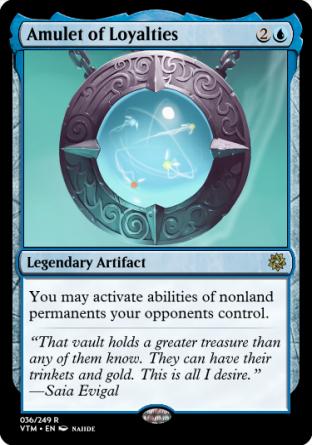 Amulet of Loyalties 2
Legendary Artifact
You may activate abilities of nonland
permanents your opponents control.
“That vault holds a greater treasure than
any of them know. They can have their
trinkets and gold. This is all I desire.”
—Saia Evigal
036/249 R
VTM • EN NAHDE